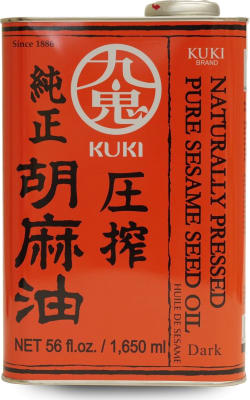 Since 1886
九鬼
KUKI
純正
胡麻油
圧搾
KUKI
BRAND
NATURALLY PRESSED
PURE SESAME SEED OIL
HUILE DE SESAME
Dark
NET 56 fl.oz. / 1,650 ml